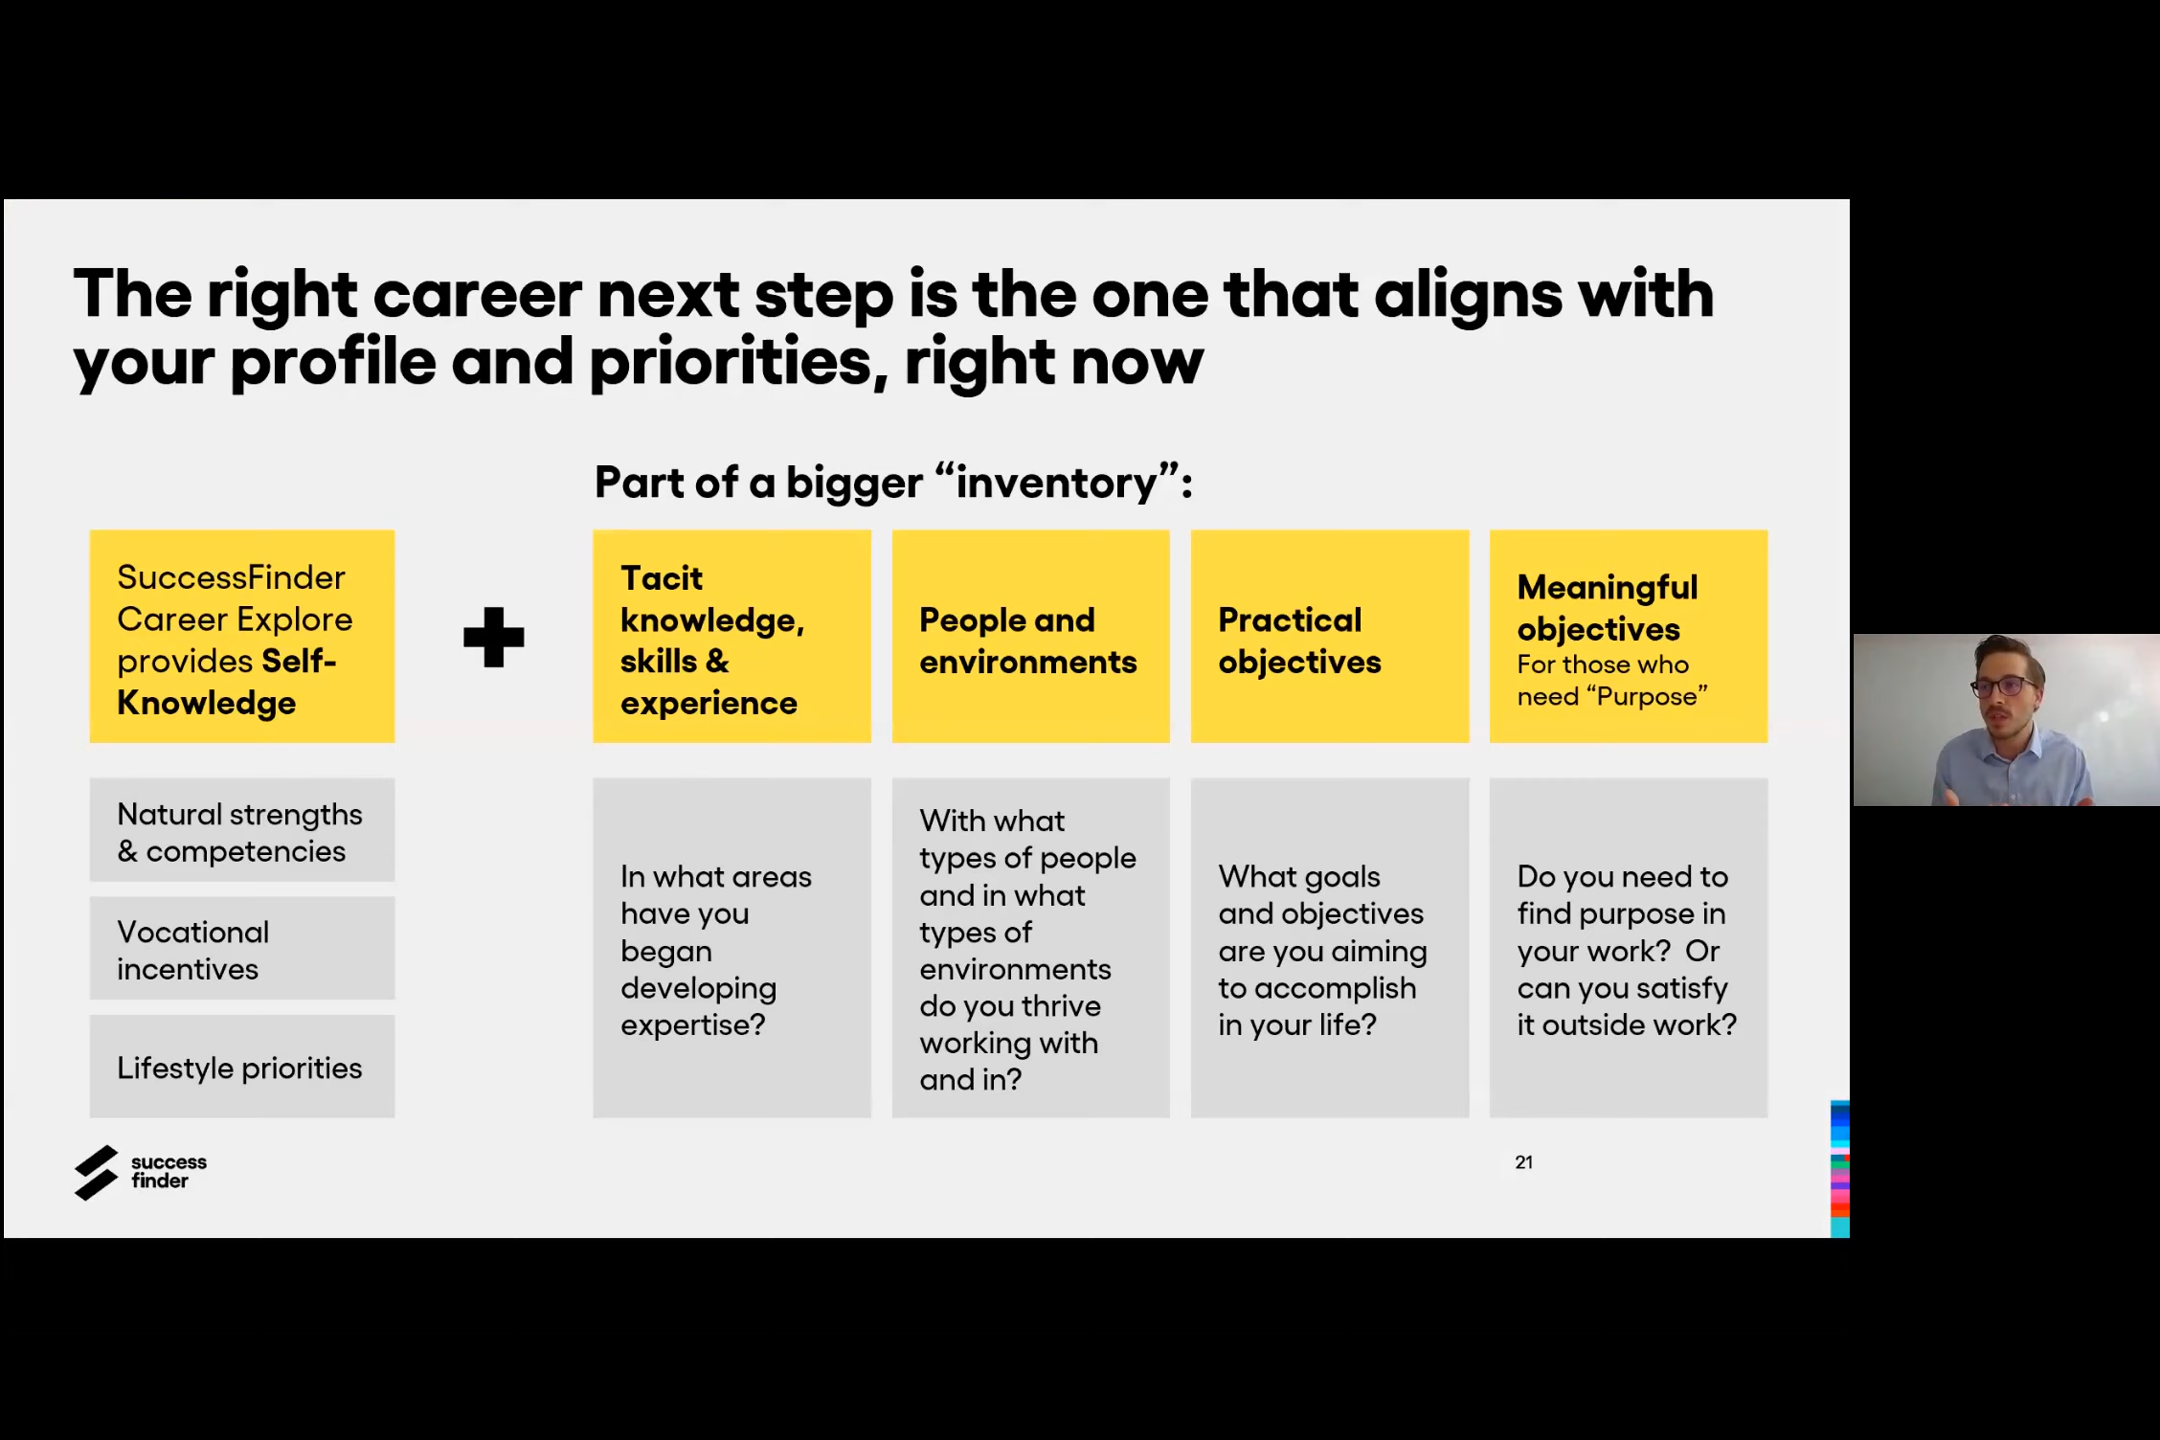 The right career next step is the one that aligns with
your profile and priorities, right now
Part of a bigger “inventory”:
SuccessFinder
Career Explore
provides Self-
Knowledge
Natural strengths
& competencies
Vocational
incentives
Lifestyle priorities
Tacit
knowledge,
skills &
experience
In what areas
have you
began
developing
expertise?
People and
environments
With what
types of people
and in what
types of
environments
do you thrive
working with
and in?
Practical
objectives
What goals
and objectives
are you aiming
to accomplish
in your life?
Meaningful
objectives
For those who
need “Purpose”
Do you need to
find purpose in
your work?  Or
can you satisfy
it outside work?
success
finder
21